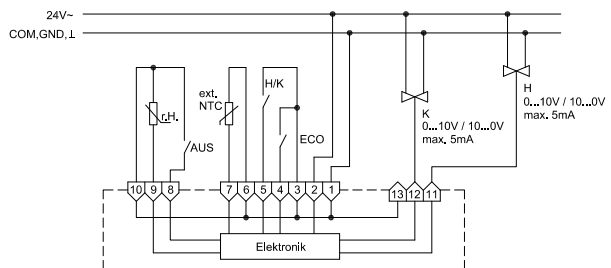 24V~
COM,GND,⊥
H/K
ext.
NTC
r.H.
ECO
AUS
K
0...10V / 10...0V
max. 5mA
H
0...10V / 10...0V
max. 5mA
10 9 8 7 6 5 4 3 2 1 13 12 11
Elektronik